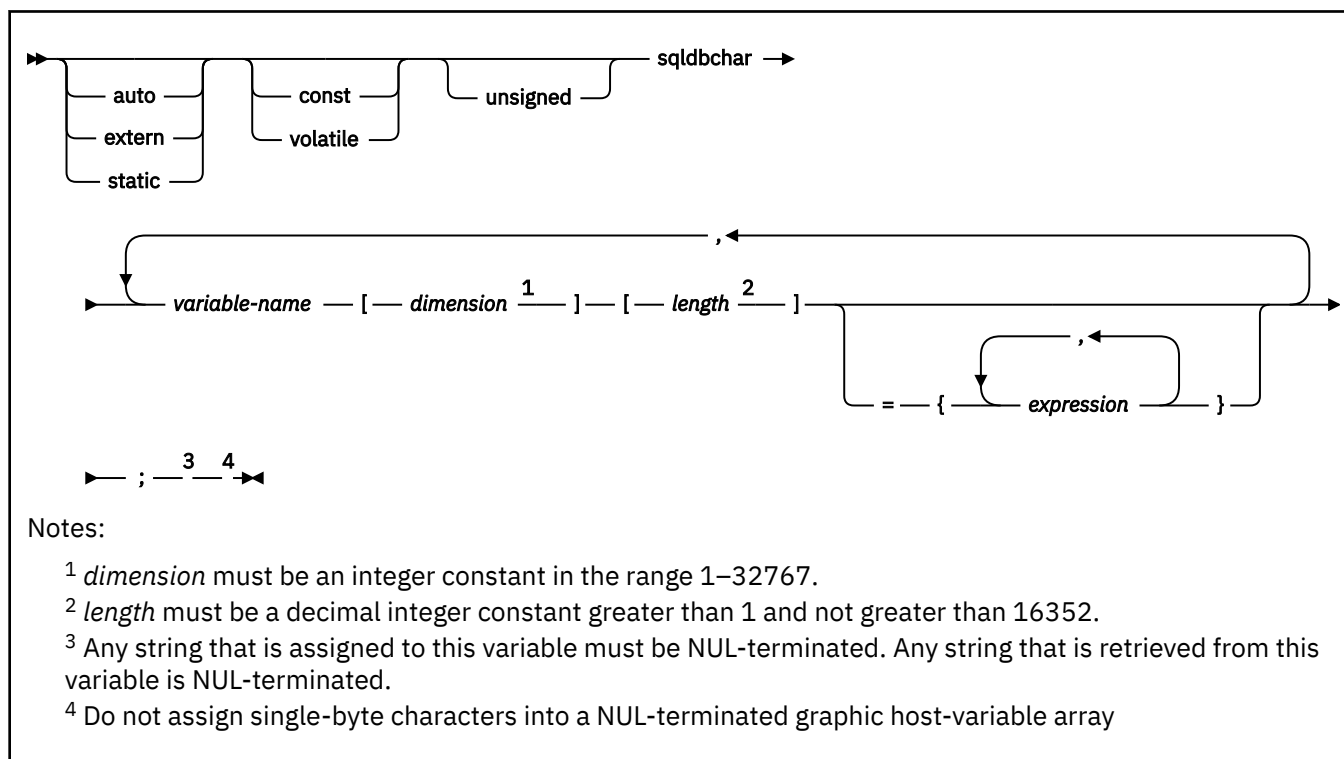 sqldbchar
auto const unsigned
extern volatile
static
,
variable-name [ dimension 1 ] [ length 2 ]
,
= { expression }
; 3 4
Notes:
1 dimension must be an integer constant in the range 1–32767.
2 length must be a decimal integer constant greater than 1 and not greater than 16352.
3 Any string that is assigned to this variable must be NUL-terminated. Any string that is retrieved from this
variable is NUL-terminated.
4 Do not assign single-byte characters into a NUL-terminated graphic host-variable array